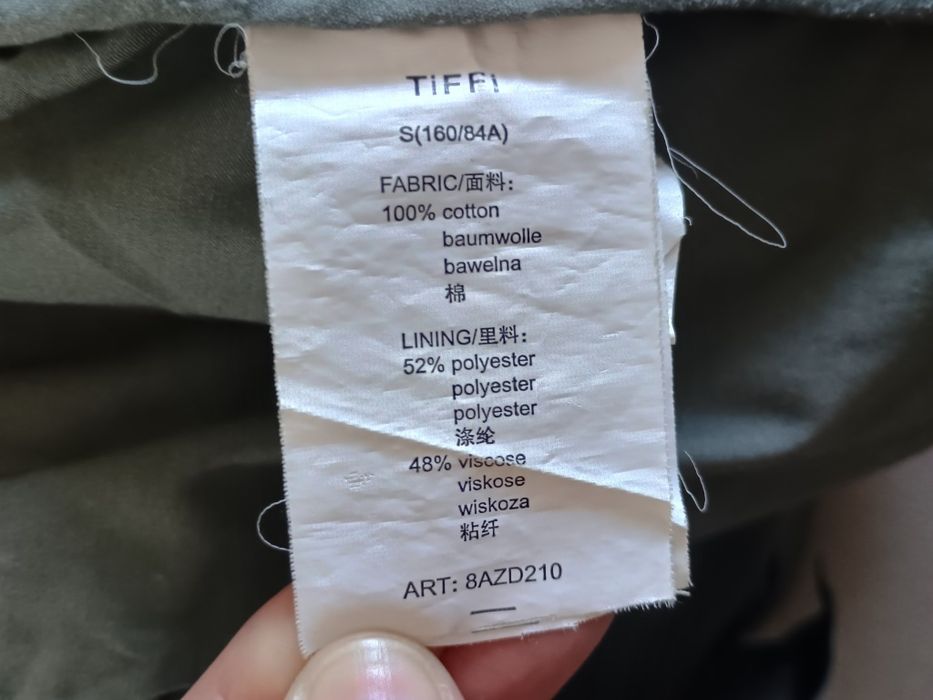 TiFFi
S(160/84A)
FABRIC/面料:
100% cotton
baumwolle
bawelna
棉
LINING/里料:
52% polyester
polyester
polyester
涤纶
48% viscose
viskose
wiskoza
粘纤
ART: 8AZD210